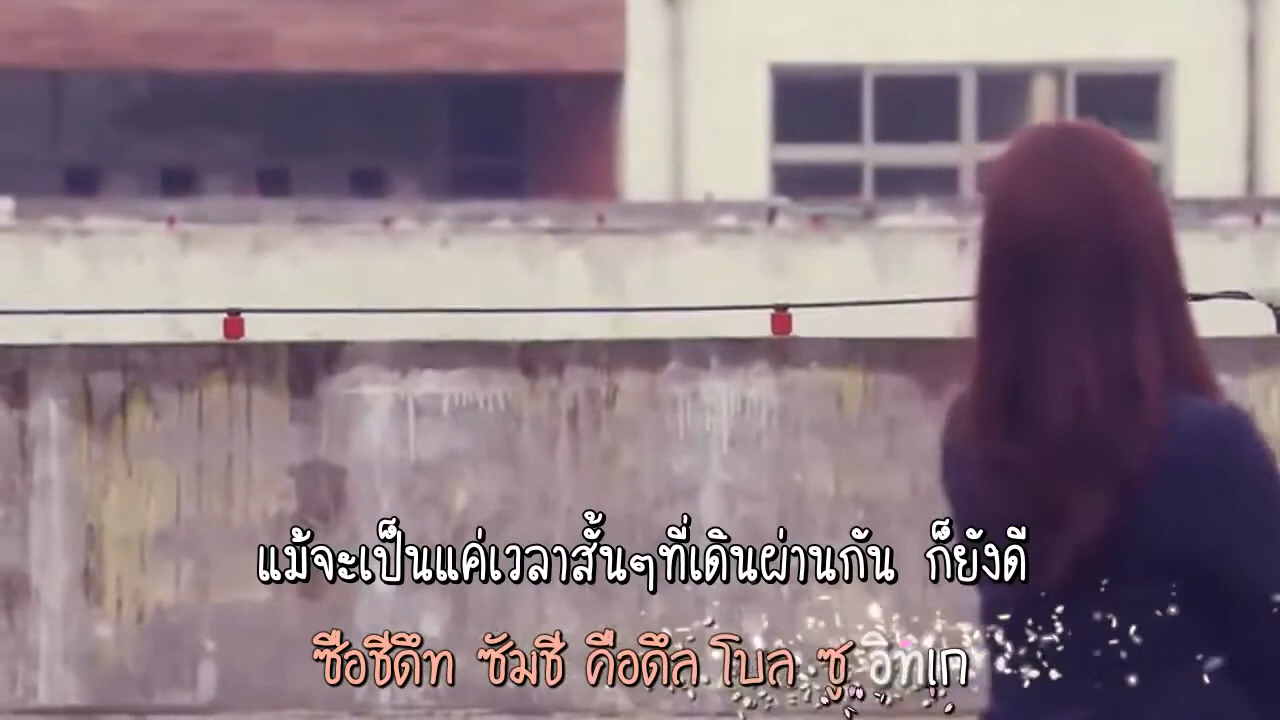 แม้จะเป็นแค่เวลาสั้นๆที่เดินผ่านกัน ก็ยังดี
ซือชีดึท ซัมชี คือดึล โบล ซู อิทเก